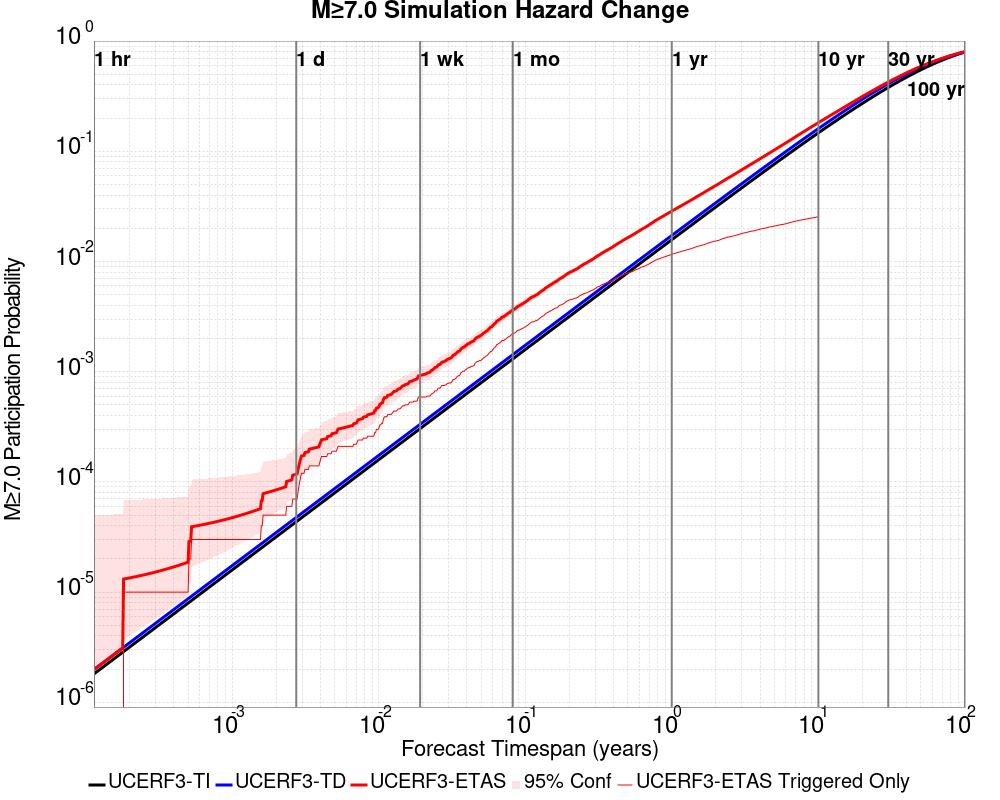 M≥7.0 Simulation Hazard Change
1 hr
1 d
1 wk
1 mo
1 yr
10 yr
30 yr
100 yr
10^0
10^-1
10^-2
10^-3
10^-4
10^-5
10^-6
M≥7.0 Participation Probability
10^-3
10^-2
10^-1
10^0
10^1
10^2
Forecast Timespan (years)
UCERF3-TI UCERF3-TD UCERF3-ETAS 95% Conf UCERF3-ETAS Triggered Only